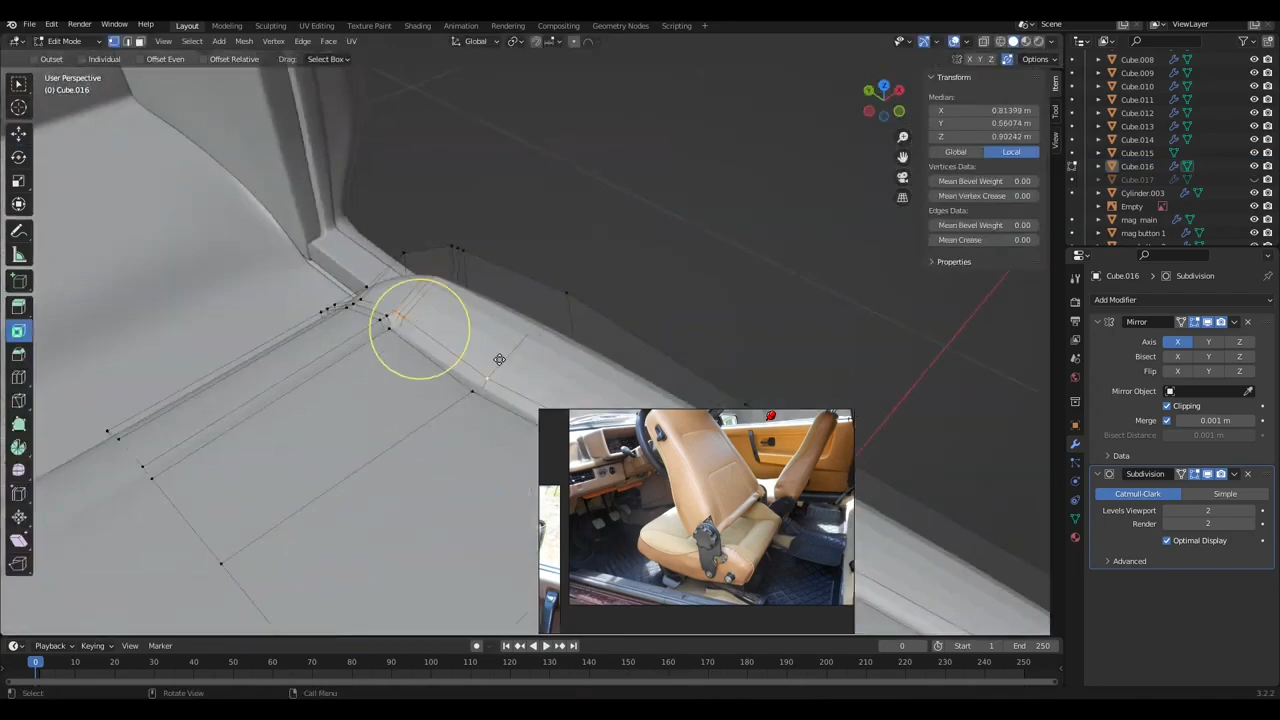 File Edit Render Window Help Layout Modeling Sculpting UV Editing Texture Paint Shading Animation Rendering Compositing Geometry Nodes Scripting + Scene ViewLayer
Edit Mode View Select Add Mesh Vertex Edge Face UV Global
Outset Individual Offset Even Offset Relative Drag: Select Box X Y Z Options
User Perspective
(0) Cube.016
Transform
Median:
X 0.81399 m
Y 0.56074 m
Z 0.90242 m
Global Local
Vertices Data:
Mean Bevel Weight 0.00
Mean Vertex Crease 0.00
Edges Data:
Mean Bevel Weight 0.00
Mean Crease 0.00
Properties
Item
Tool
View
Cube.008
Cube.009
Cube.010
Cube.011
Cube.012
Cube.013
Cube.014
Cube.015
Cube.016
Cube.017
Cylinder.003
Empty
mag main
mag button 1
Cube.016 Subdivision
Add Modifier
Mirror
Axis X Y Z
Bisect X Y Z
Flip X Y Z
Mirror Object
Clipping
Merge 0.001 m
Bisect Distance 0.001 m
Data
Subdivision
Catmull-Clark Simple
Levels Viewport 2
Render 2
Optimal Display
Advanced
Playback Keying View Marker 0 Start 1 End 250
0 10 20 30 40 50 60 70 80 90 100 110 120 130 140 150 160 170 180 190 200 210 220 230 240 250
Select Rotate View Call Menu 3.2.2